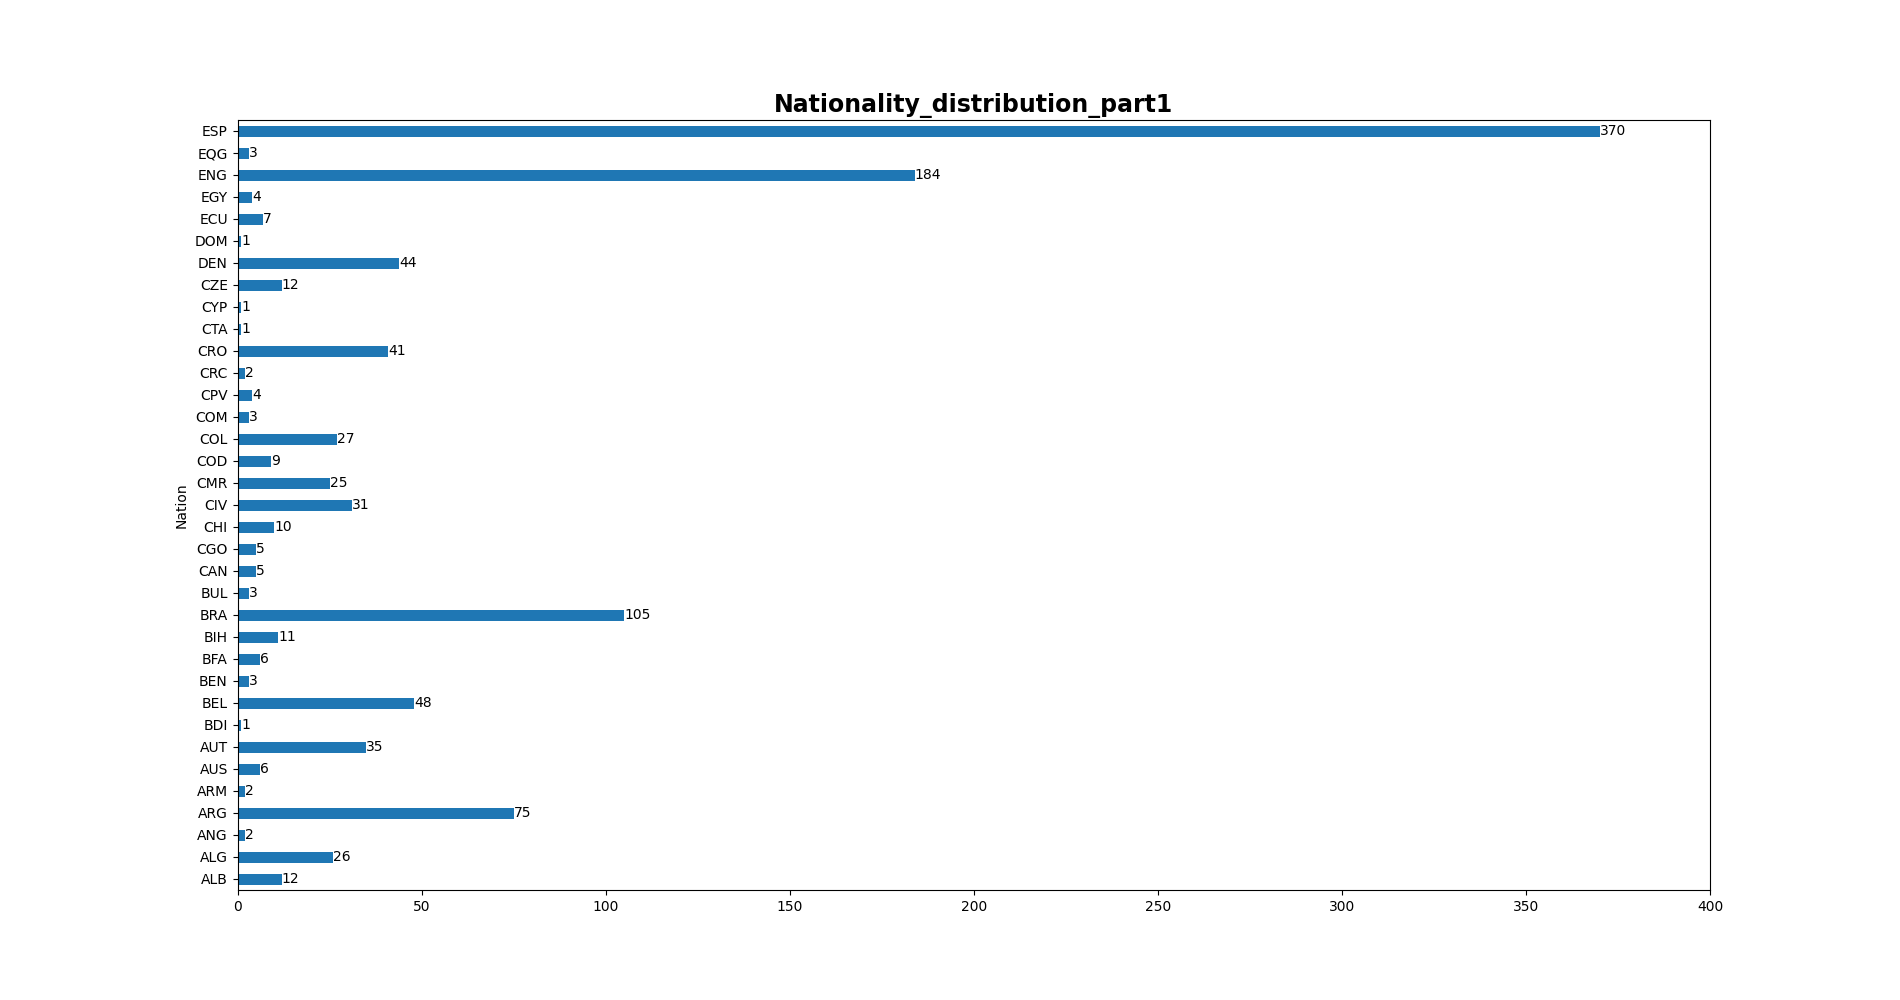 Nationality_distribution_part1
ESP 370
EQG 3
ENG 184
EGY 4
ECU 7
DOM 1
DEN 44
CZE 12
CYP 1
CTA 1
CRO 41
CRC 2
CPV 4
COM 3
COL 27
COD 9
CMR 25
CIV 31
CHI 10
CGO 5
CAN 5
BUL 3
BRA 105
BIH 11
BFA 6
BEN 3
BEL 48
BDI 1
AUT 35
AUS 6
ARM 2
ARG 75
ANG 2
ALG 26
ALB 12
Nation
0 50 100 150 200 250 300 350 400